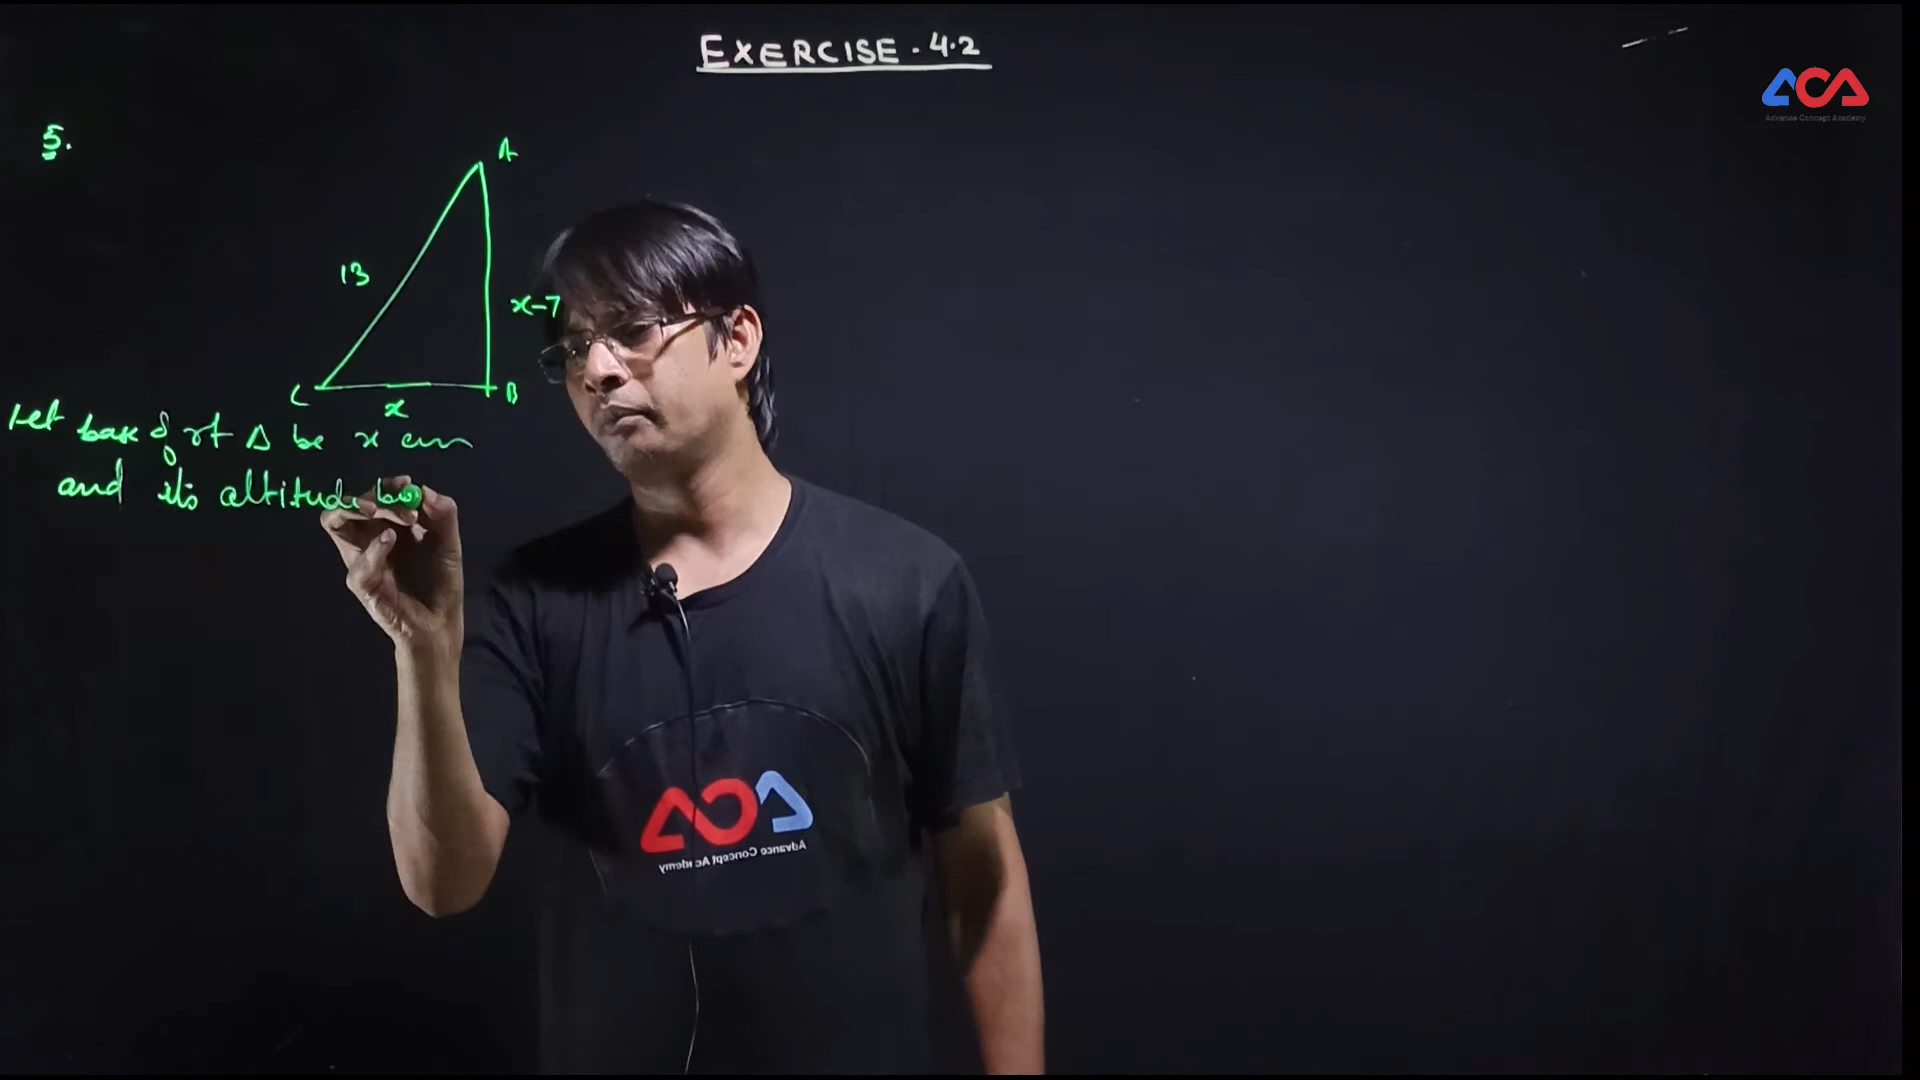 EXERCISE - 4.2
ACA
Advance Concept Academy
5.
A
13
x-7
C
B
x
Let base of rt Δ be x cm
and its altitude be
ACA
Advance Concept Academy